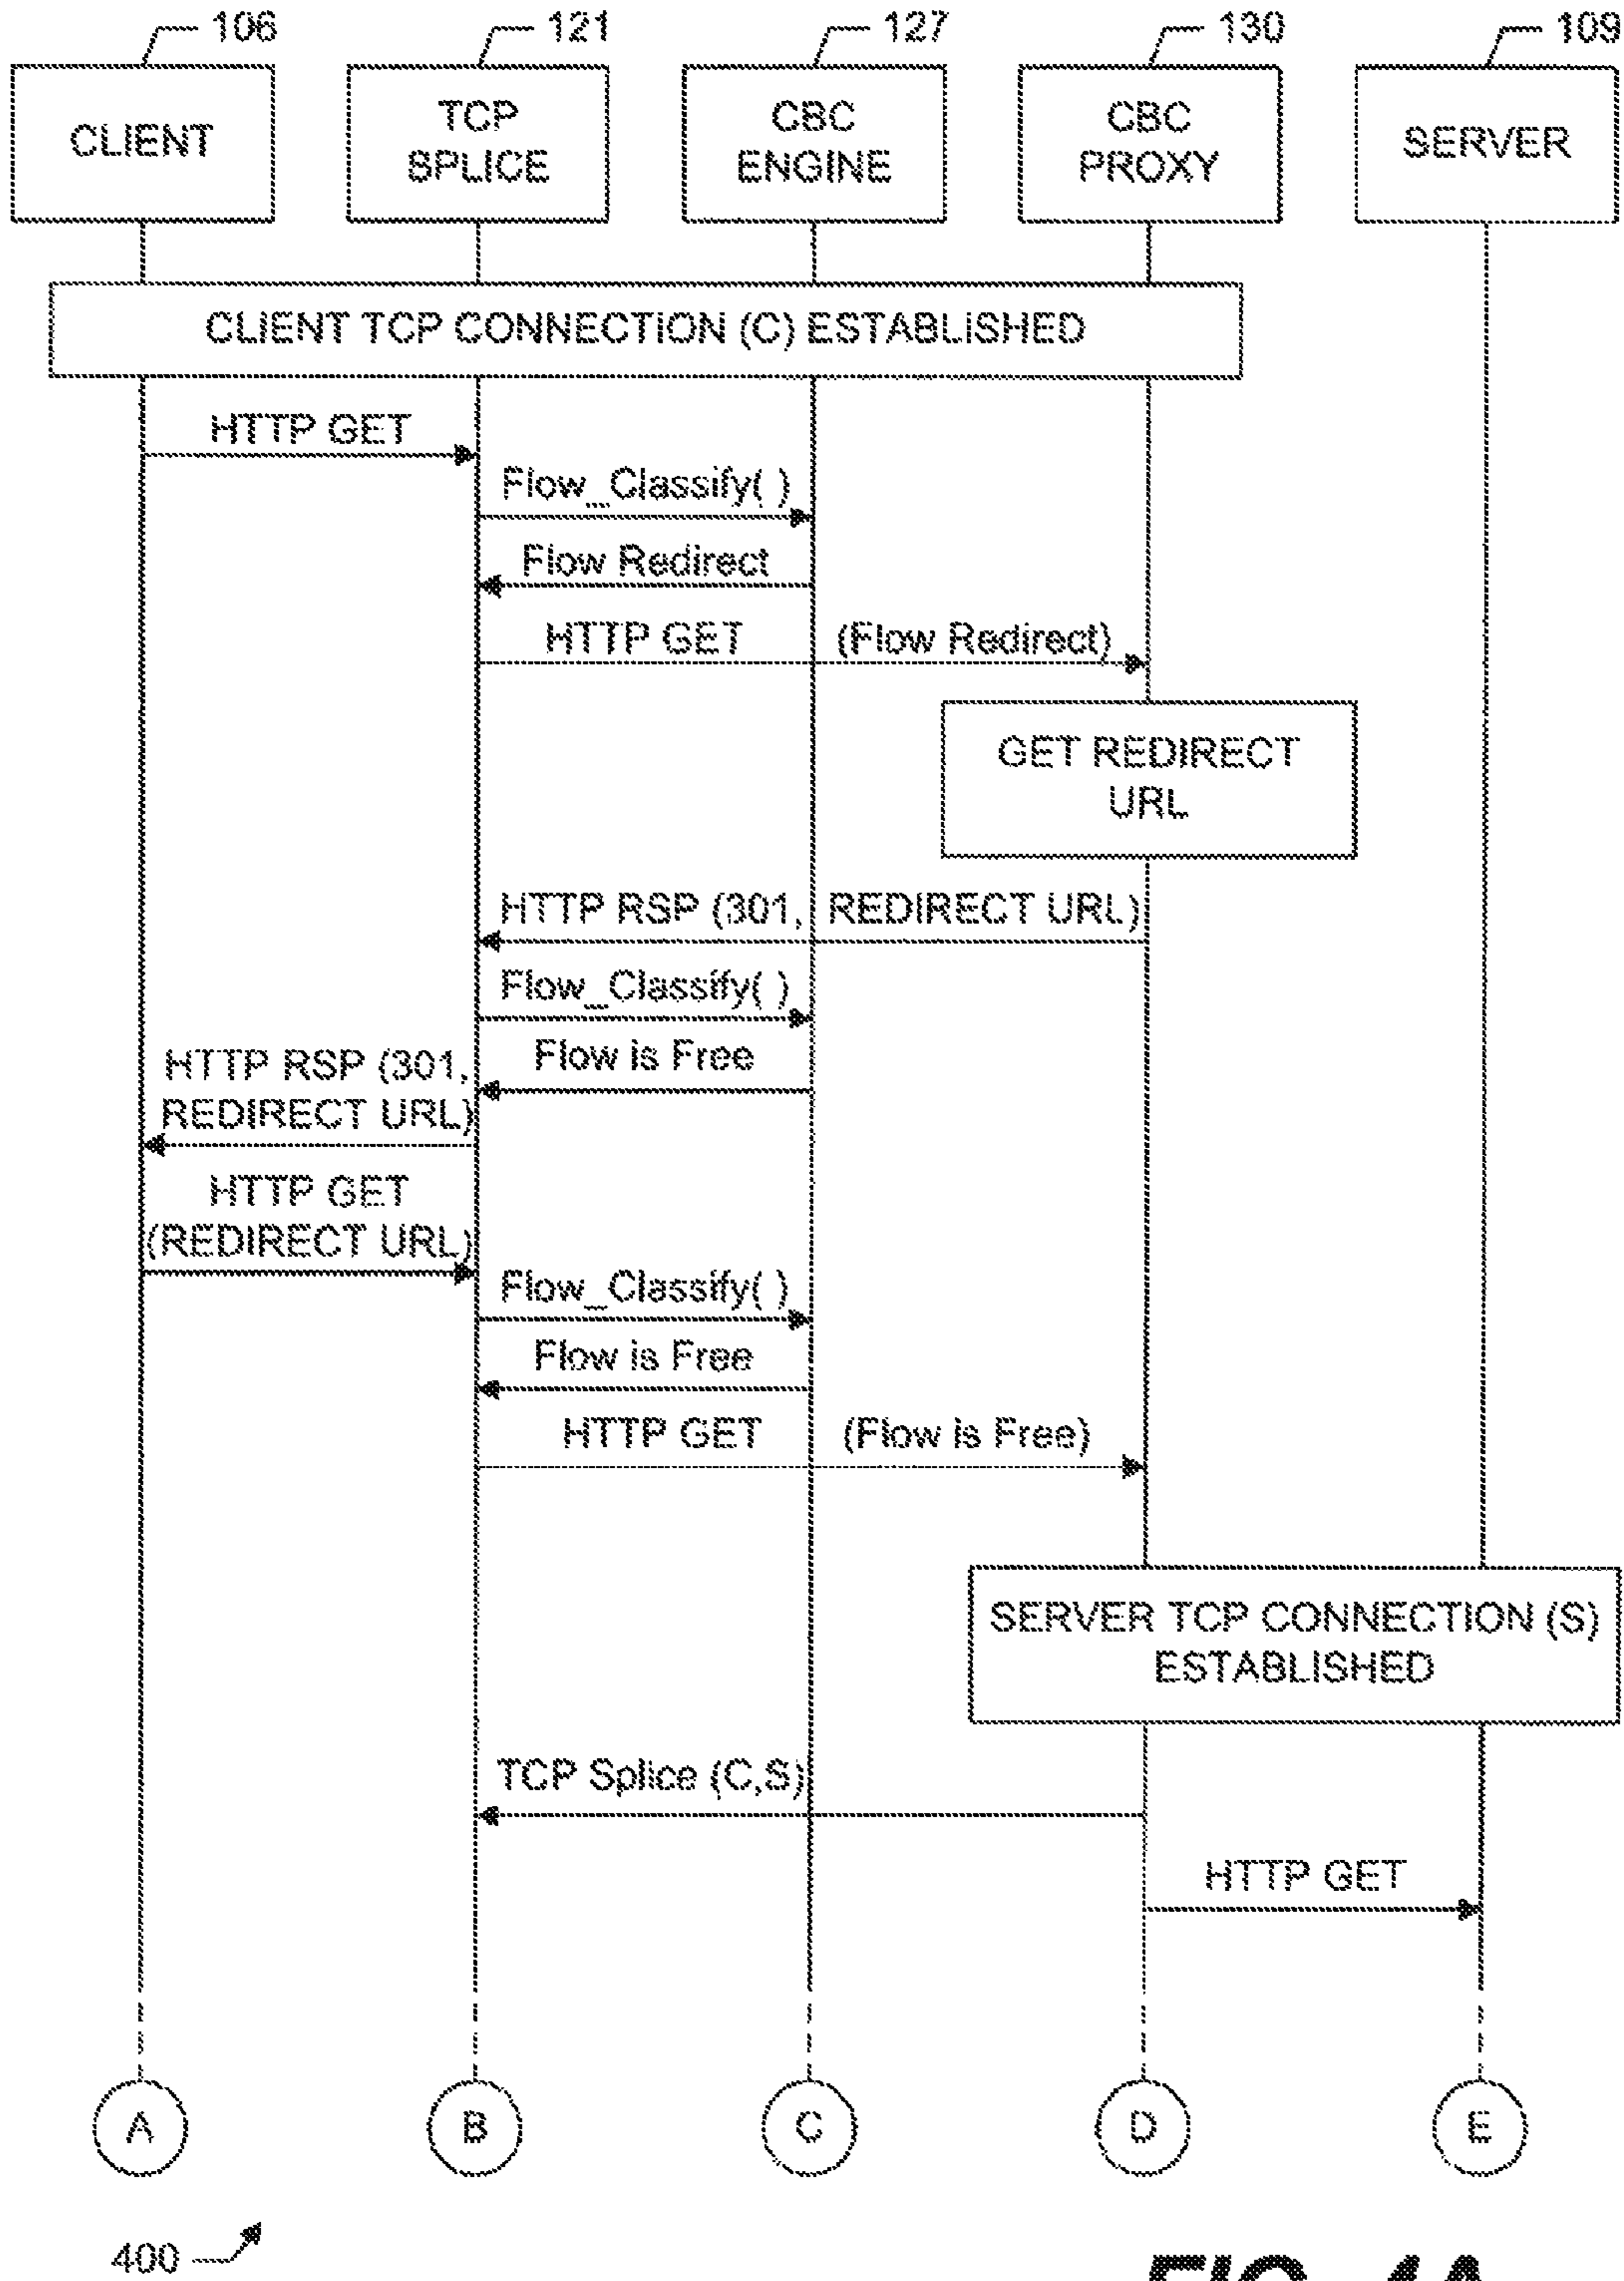 106
121
127
130
109
CLIENT
TCP
SPLICE
CBC
ENGINE
CBC
PROXY
SERVER
CLIENT TCP CONNECTION (C) ESTABLISHED
HTTP GET
Flow_Classify( )
Flow Redirect
HTTP GET (Flow Redirect)
GET REDIRECT
URL
HTTP RSP (301, REDIRECT URL)
Flow_Classify( )
Flow is Free
HTTP RSP (301,
REDIRECT URL)
HTTP GET
(REDIRECT URL)
Flow_Classify( )
Flow is Free
HTTP GET (Flow is Free)
SERVER TCP CONNECTION (S)
ESTABLISHED
TCP Splice (C,S)
HTTP GET
A
B
C
D
E
400
FIG. 4A